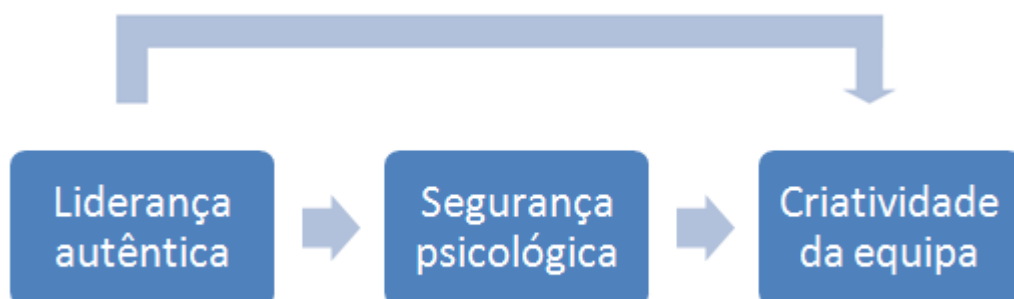 Liderança
autêntica
Segurança
psicológica
Criatividade
da equipa